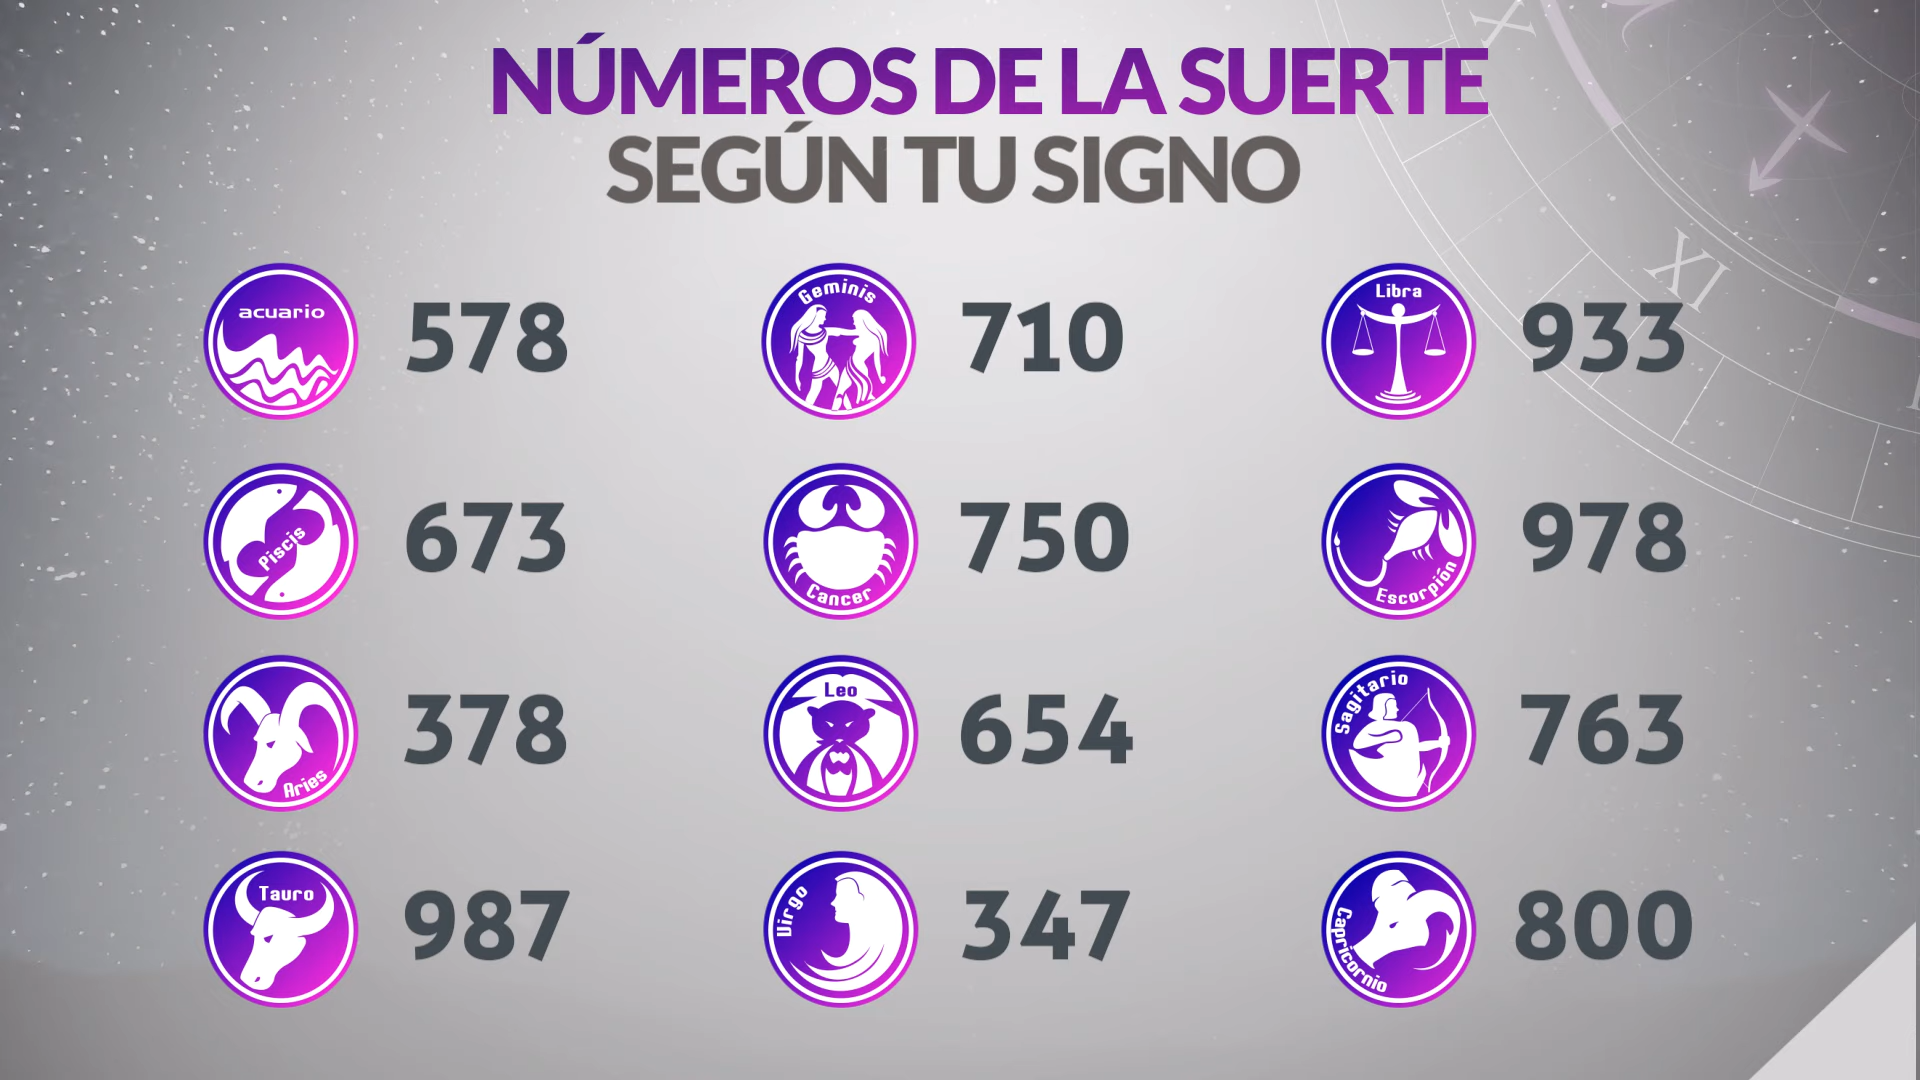 NÚMEROS DE LA SUERTE
SEGÚN TU SIGNO
acuario
578
Geminis
710
Libra
933
Piscis
673
Cancer
750
Escorpión
978
Aries
378
Leo
654
Sagitario
763
Tauro
987
Virgo
347
Capricornio
800
X
XI